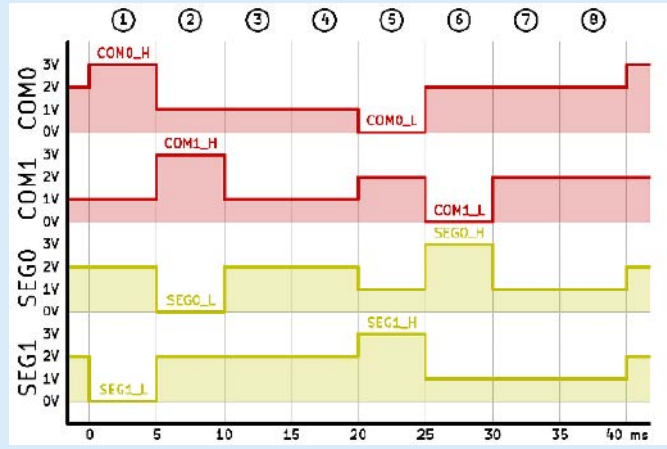 ① ② ③ ④ ⑤ ⑥ ⑦ ⑧
COM0
3V
2V
1V
0V
COM0_H
COM0_L
COM1
3V
2V
1V
0V
COM1_H
COM1_L
SEG0
3V
2V
1V
0V
SEG0_H
SEG0_L
SEG1
3V
2V
1V
0V
SEG1_H
SEG1_L
0 5 10 15 20 25 30 35 40 ms